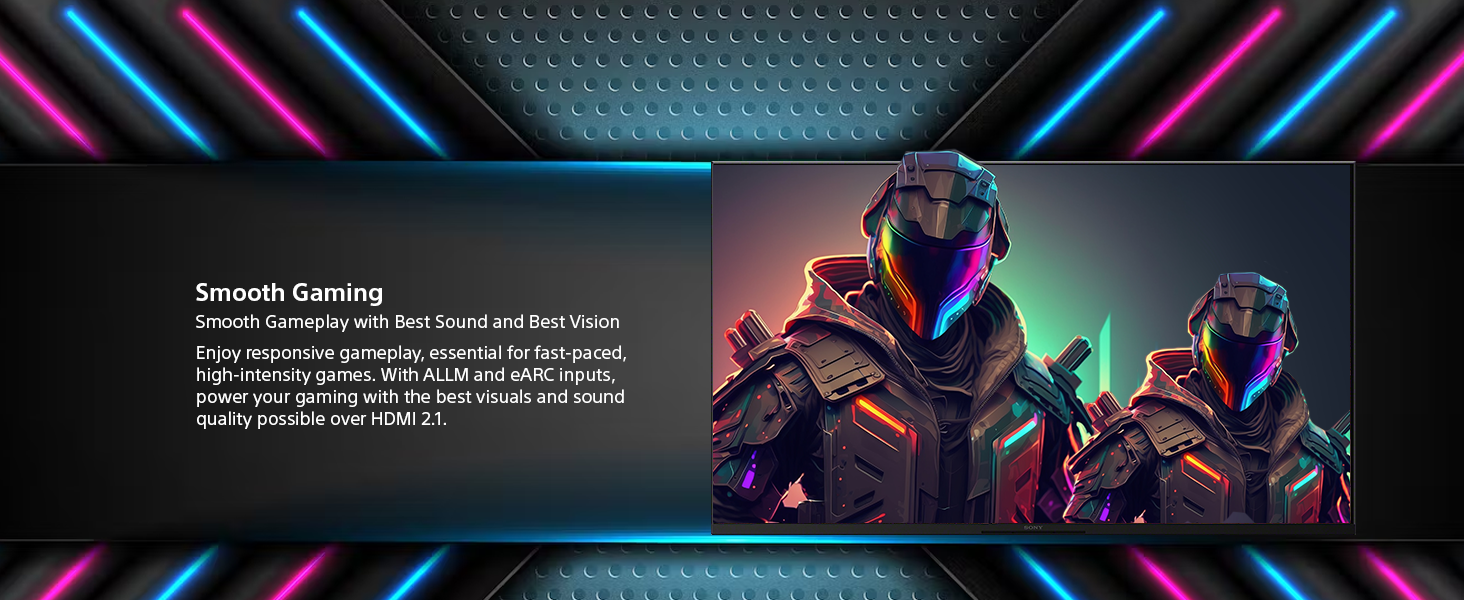 Smooth Gaming
Smooth Gameplay with Best Sound and Best Vision
Enjoy responsive gameplay, essential for fast-paced,
high-intensity games. With ALLM and eARC inputs,
power your gaming with the best visuals and sound
quality possible over HDMI 2.1.
SONY